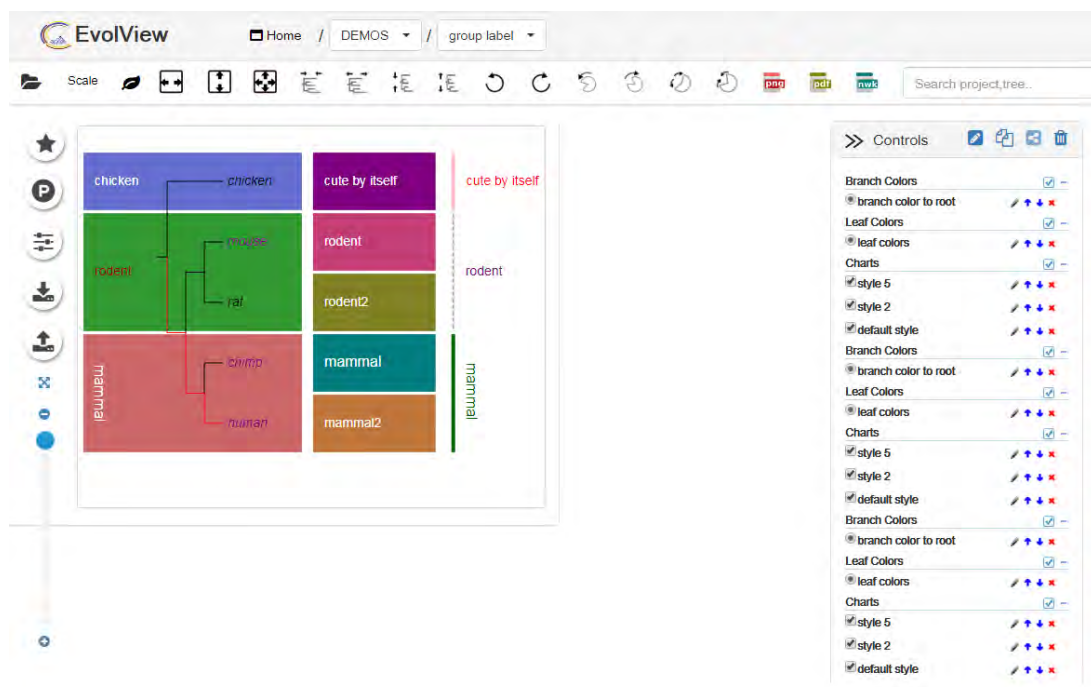 EvolView
Home / DEMOS / group label
Scale
png
pdf
nwk
Search project,tree..
P
Controls
chicken
chicken
cute by itself
cute by itself
mouse
rodent
rodent
rodent
rat
rodent2
chimp
mammal
mammal
mammal
human
mammal2
Branch Colors
branch color to root
Leaf Colors
leaf colors
Charts
style 5
style 2
default style
Branch Colors
branch color to root
Leaf Colors
leaf colors
Charts
style 5
style 2
default style
Branch Colors
branch color to root
Leaf Colors
leaf colors
Charts
style 5
style 2
default style